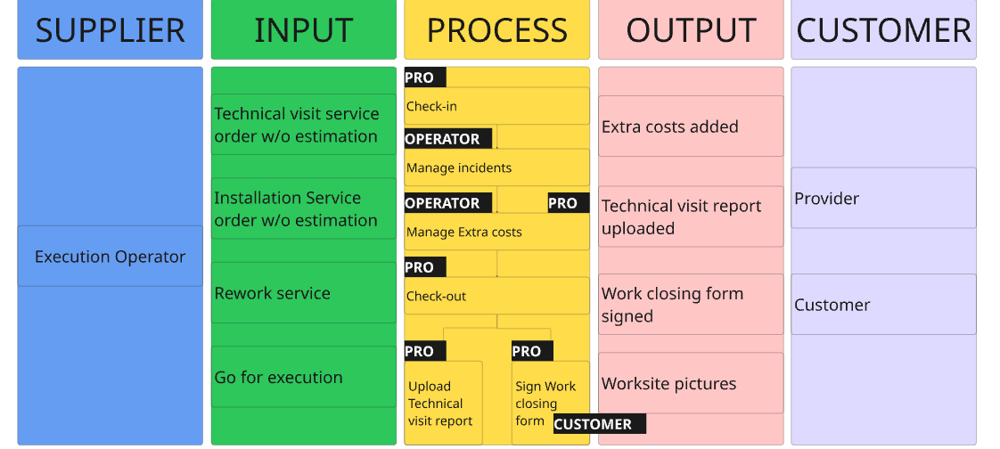 SUPPLIER
INPUT
PROCESS
OUTPUT
CUSTOMER
Execution Operator
Technical visit service
order w/o estimation
Installation Service
order w/o estimation
Rework service
Go for execution
PRO
Check-in
OPERATOR
Manage incidents
OPERATOR
PRO
Manage Extra costs
PRO
Check-out
PRO
Upload
Technical
visit report
PRO
Sign Work
closing
form
CUSTOMER
Extra costs added
Technical visit report
uploaded
Work closing form
signed
Worksite pictures
Provider
Customer